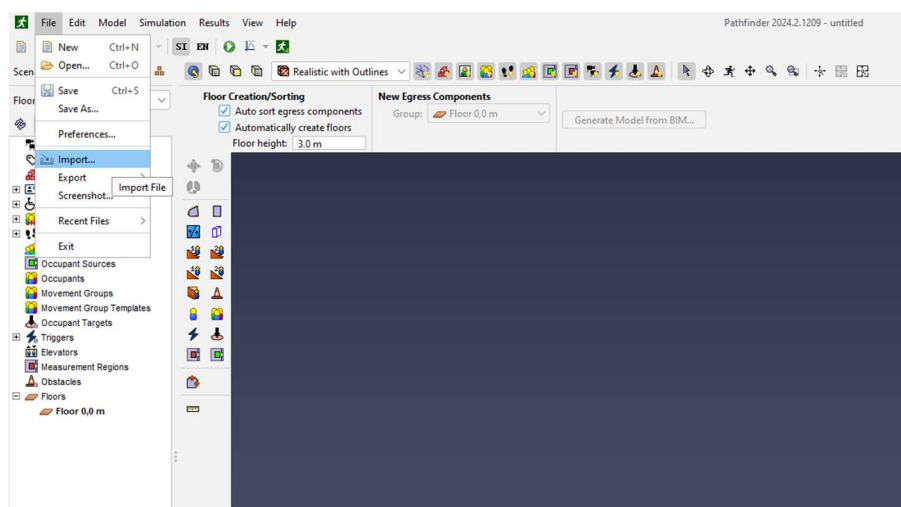 File Edit Model Simulation Results View Help
Pathfinder 2024.2.1209 - untitled
New Ctrl+N
SI EN
Open... Ctrl+O
Scen
Realistic with Outlines
Save Ctrl+S
Save As...
Floor
Floor Creation/Sorting
New Egress Components
Auto sort egress components
Group: Floor 0,0 m
Generate Model from BIM...
Automatically create floors
Preferences...
Floor height: 3.0 m
Import...
Export
Import File
Screenshot...
Recent Files
Exit
Occupant Sources
Occupants
Movement Groups
Movement Group Templates
Occupant Targets
Triggers
Elevators
Measurement Regions
Obstacles
Floors
Floor 0,0 m